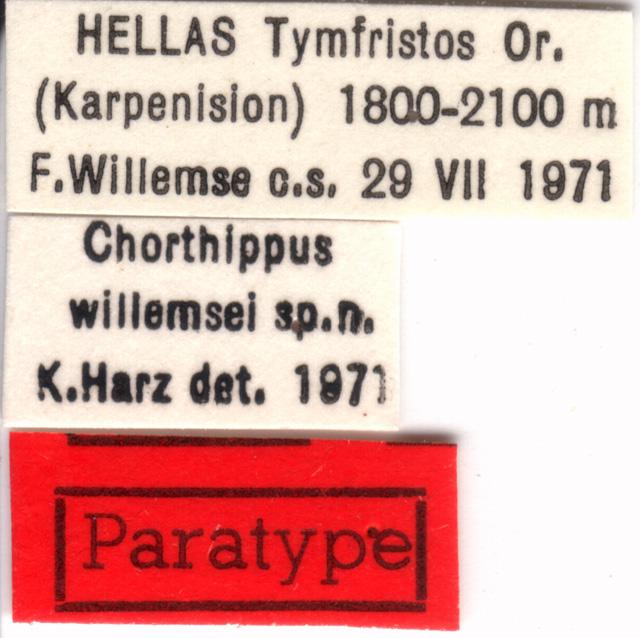 HELLAS Tymfristos Or.
(Karpenision) 1800-2100 m
F.Willemse c.s. 29 VII 1971
Chorthippus
willemsei sp.n.
K.Harz det. 1971
Paratype